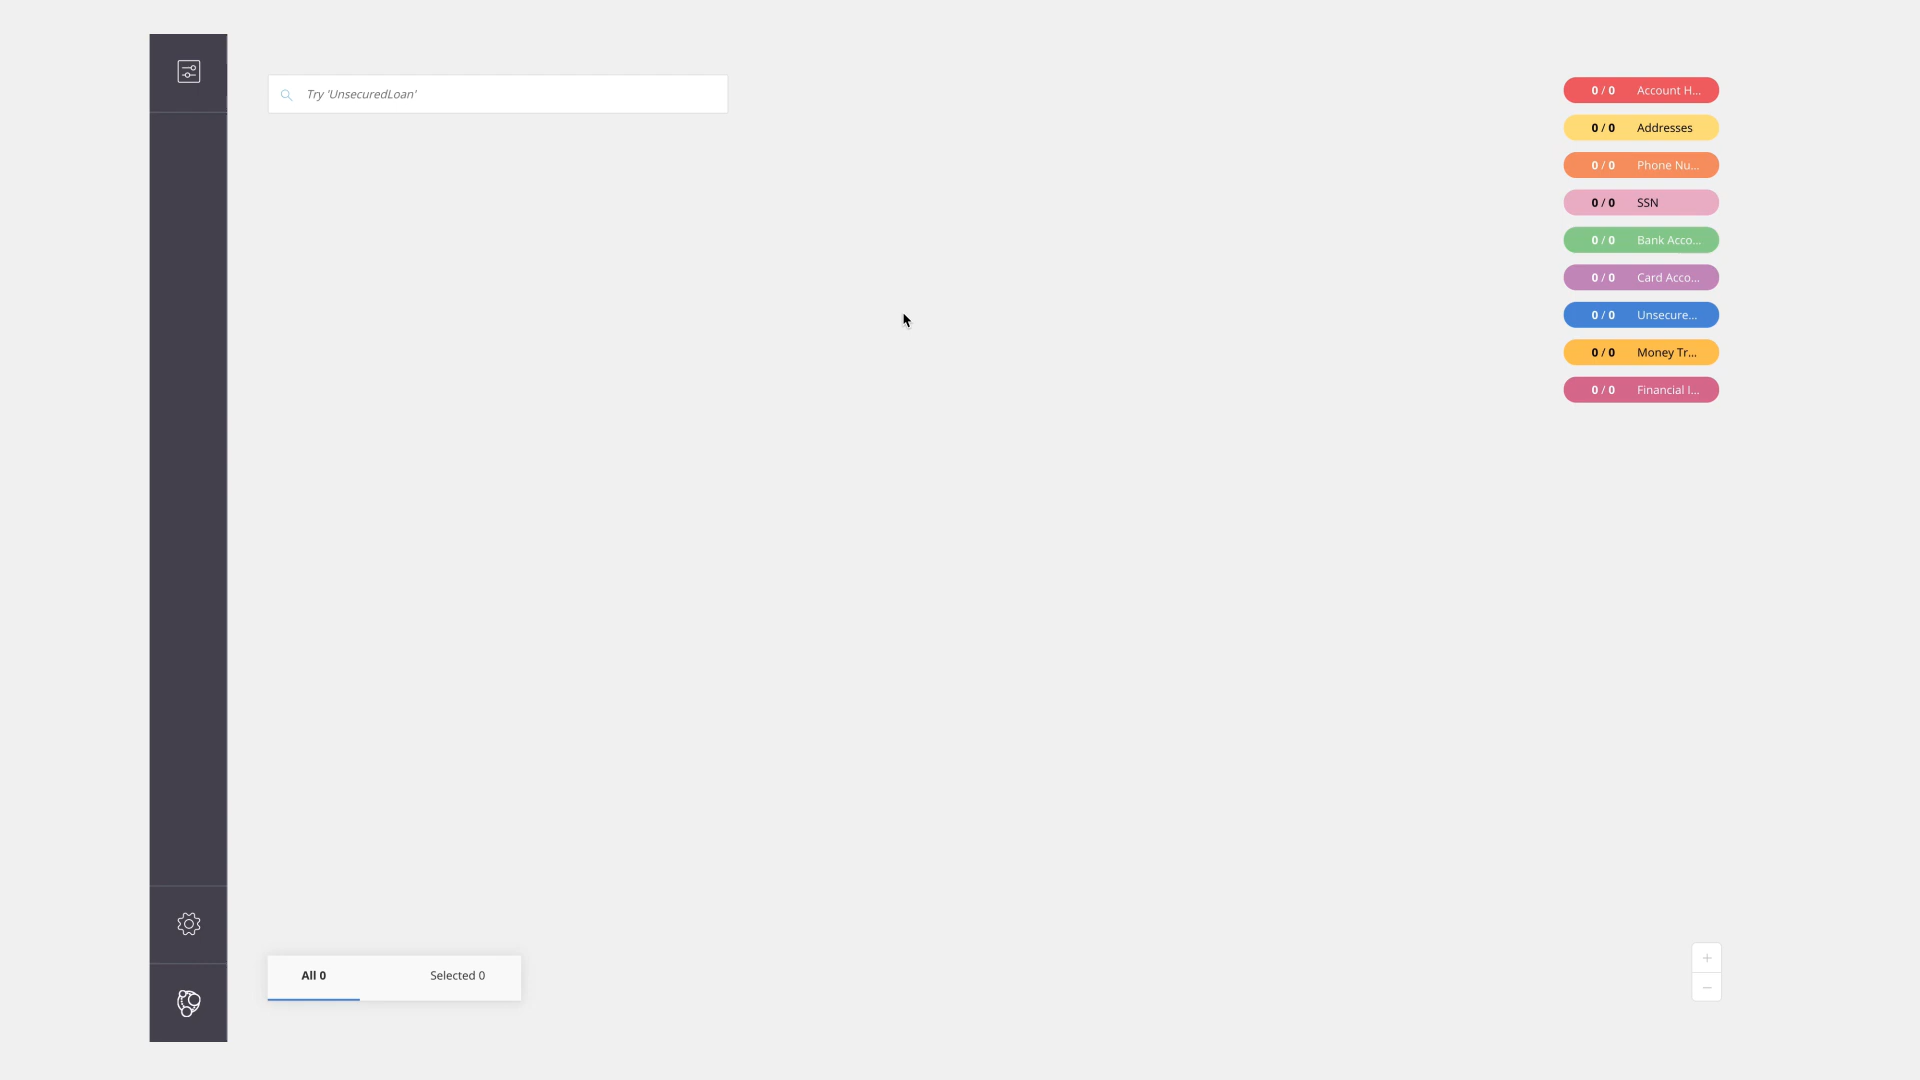 Try 'UnsecuredLoan'
0 / 0 Account H...
0 / 0 Addresses
0 / 0 Phone Nu...
0 / 0 SSN
0 / 0 Bank Acco...
0 / 0 Card Acco...
0 / 0 Unsecure...
0 / 0 Money Tr...
0 / 0 Financial I...
All 0 Selected 0
+
−